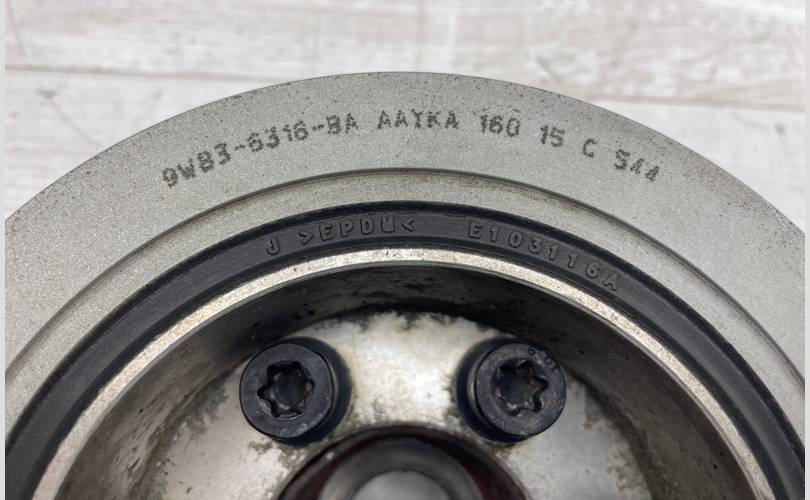 9W83-6316-BA AAYKA 160 15 C 544
J >EPDM< E103116A